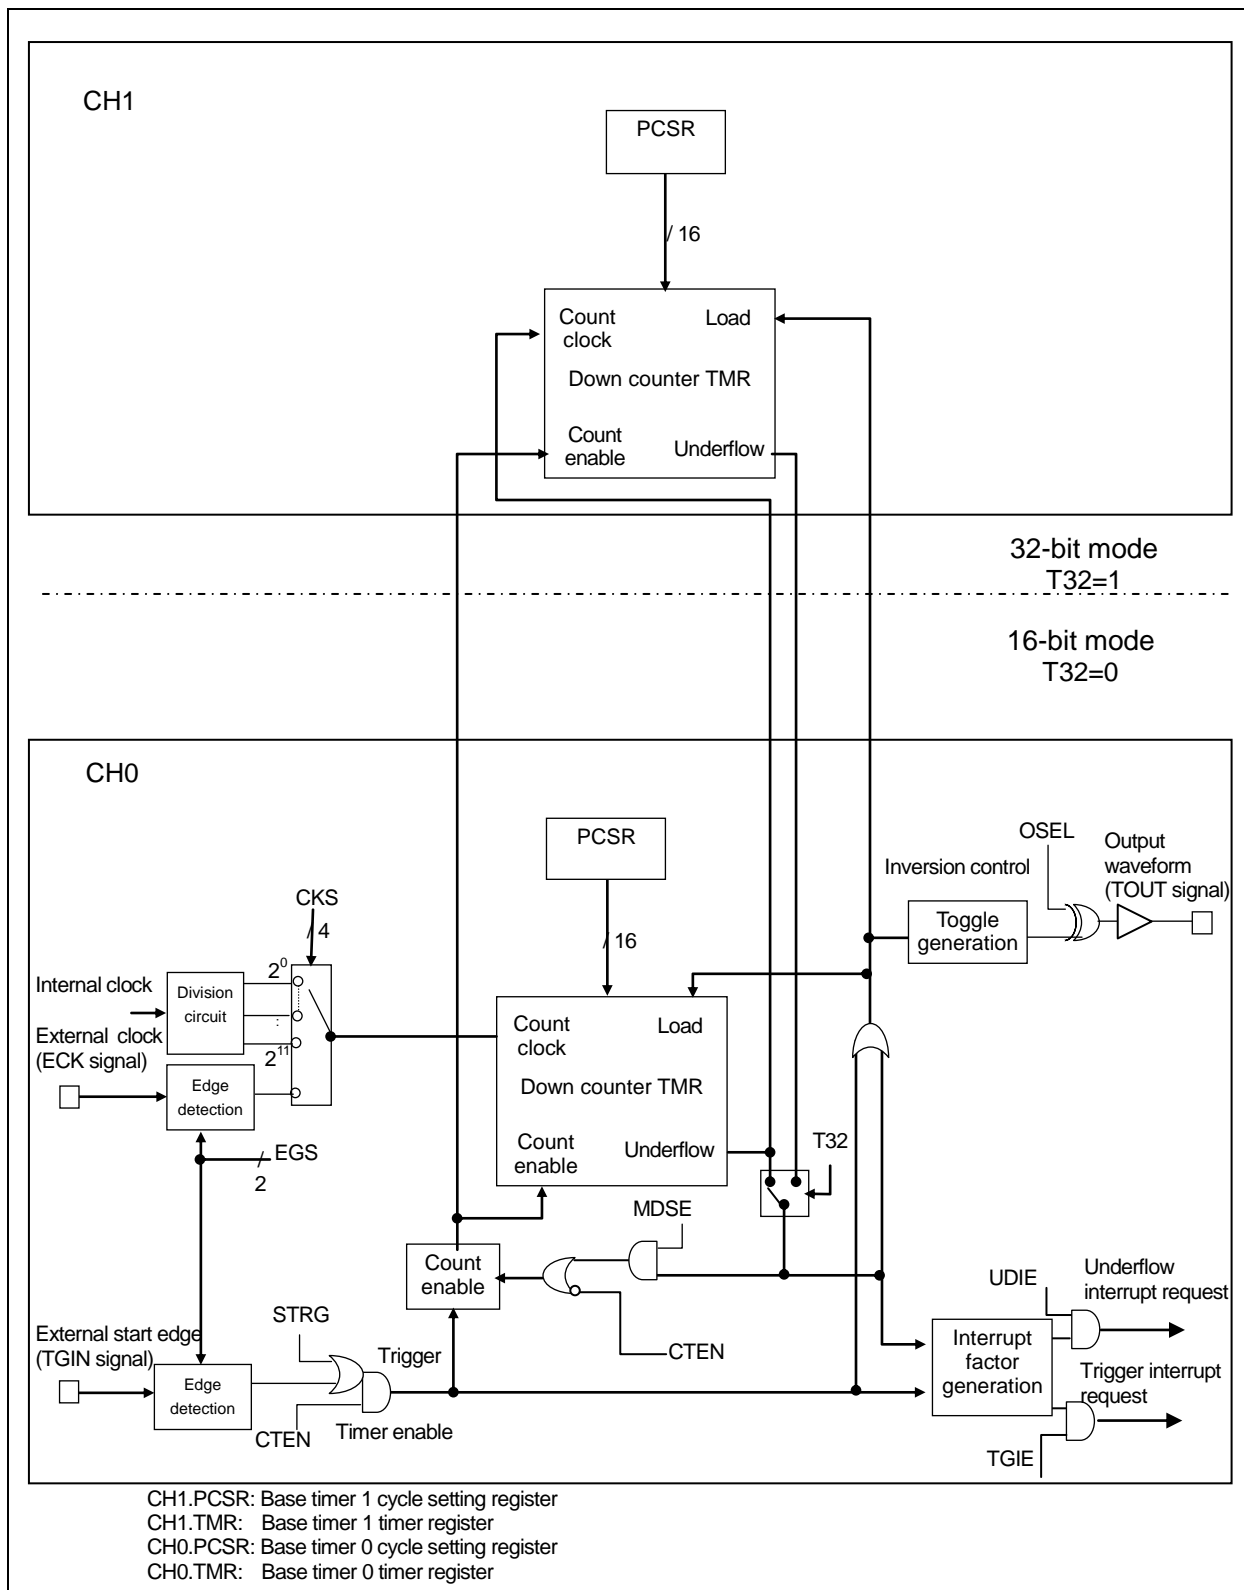 CH1
PCSR
/ 16
Count
clock
Load
Down counter TMR
Count
enable
Underflow
32-bit mode
T32=1
16-bit mode
T32=0
CH0
PCSR
OSEL
Output
waveform
(TOUT signal)
Inversion control
CKS
/ 4
/ 16
Toggle
generation
2^0
Internal clock
Division
circuit
:
External clock
(ECK signal)
2^11
Count
clock
Load
Edge
detection
Down counter TMR
Count
enable
Underflow
T32
/ EGS
2
MDSE
Count
enable
UDIE
Underflow
interrupt request
STRG
External start edge
(TGIN signal)
Trigger
CTEN
Interrupt
factor
generation
Trigger interrupt
request
Edge
detection
CTEN
Timer enable
TGIE
CH1.PCSR: Base timer 1 cycle setting register
CH1.TMR: Base timer 1 timer register
CH0.PCSR: Base timer 0 cycle setting register
CH0.TMR: Base timer 0 timer register